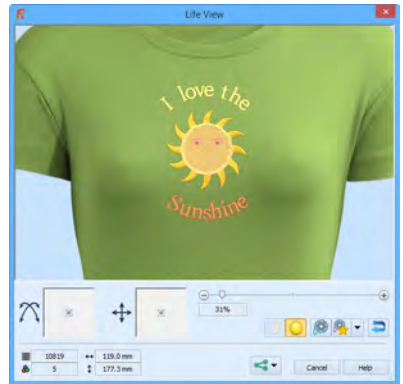 Life View
I love the
Sunshine
31%
10819
119.0 mm
5
177.3 mm
Cancel
Help